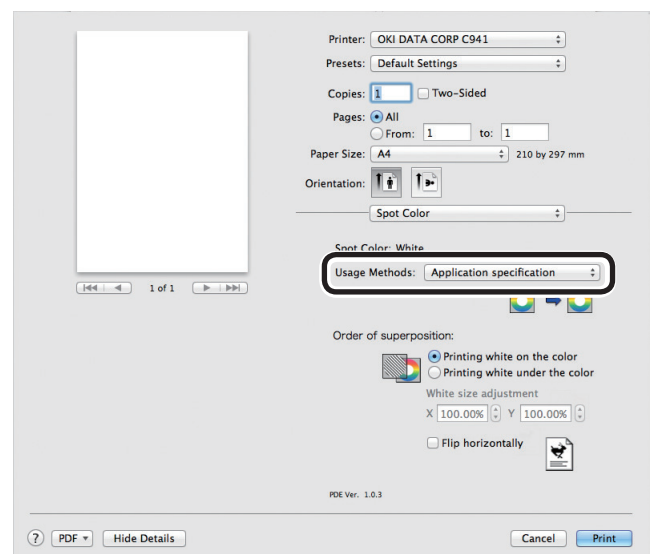 Printer: OKI DATA CORP C941
Presets: Default Settings
Copies: 1 Two-Sided
Pages: All
From: 1 to: 1
Paper Size: A4 210 by 297 mm
Orientation:
Spot Color
Spot Color: White
Usage Methods: Application specification
1 of 1
Order of superposition:
Printing white on the color
Printing white under the color
White size adjustment
X 100.00% Y 100.00%
Flip horizontally
PDE Ver. 1.0.3
? PDF Hide Details Cancel Print